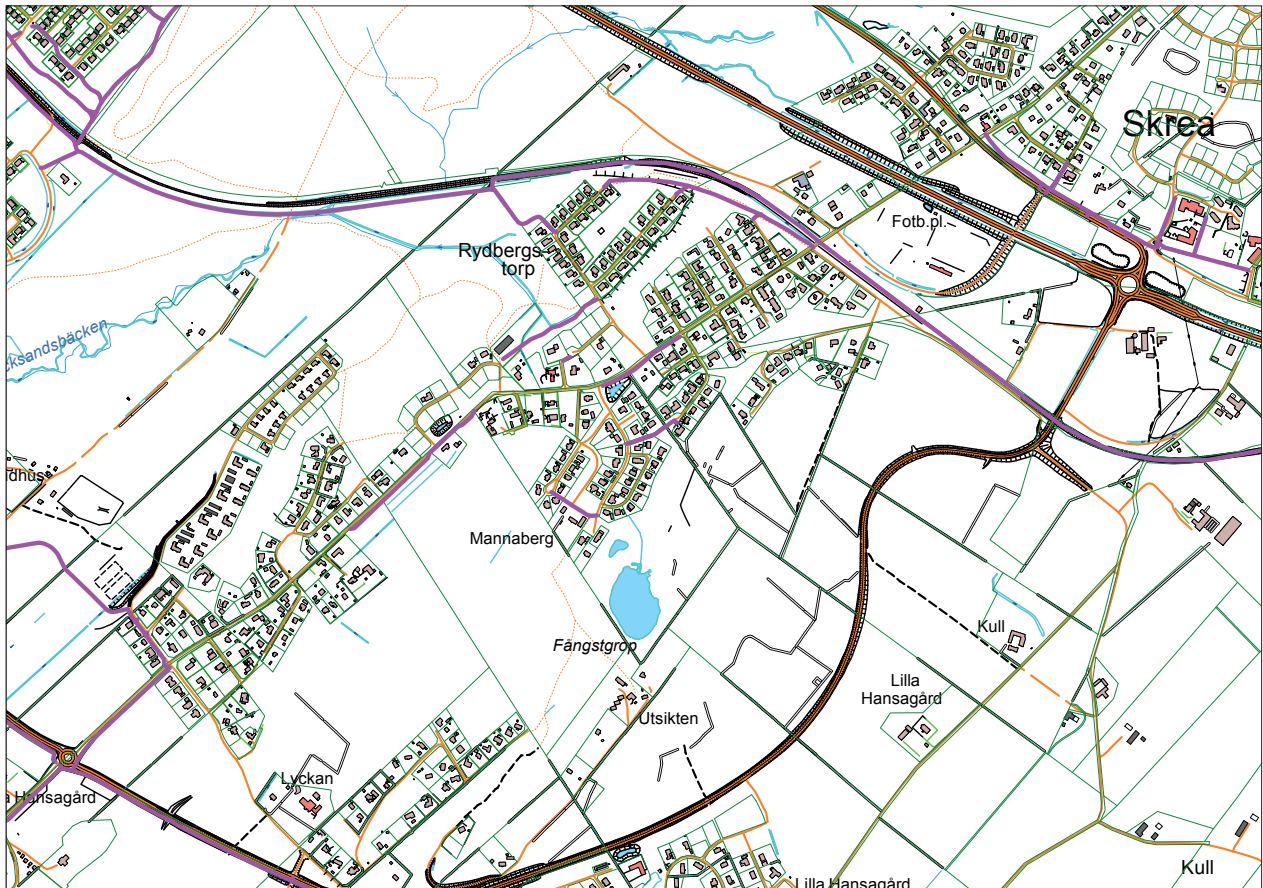 Skrea
Fotb.pl.
Rydbergs-
torp
cksandsbäcken
dhus
Mannaberg
Kull
Fångstgrop
Lilla
Hansagård
Utsikten
Lyckan
a Hansagård
Kull
Lilla Hansagård